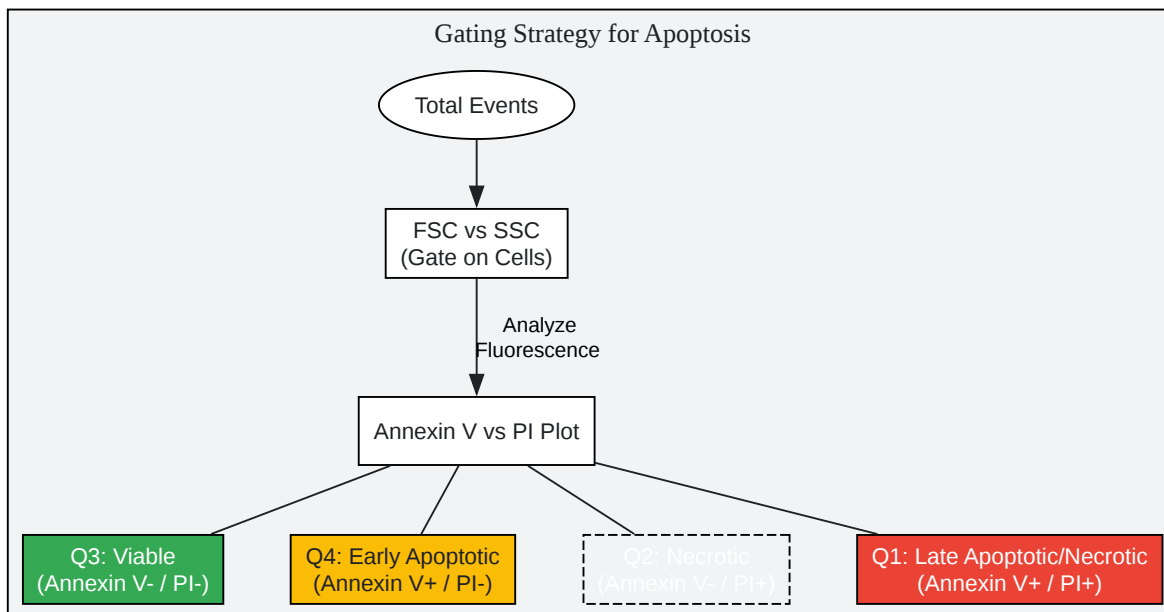 Gating Strategy for Apoptosis
Total Events
FSC vs SSC
(Gate on Cells)
Analyze
Fluorescence
Annexin V vs PI Plot
Q3: Viable
(Annexin V- / PI-)
Q4: Early Apoptotic
(Annexin V+ / PI-)
Q2: Necrotic
(Annexin V- / PI+)
Q1: Late Apoptotic/Necrotic
(Annexin V+ / PI+)